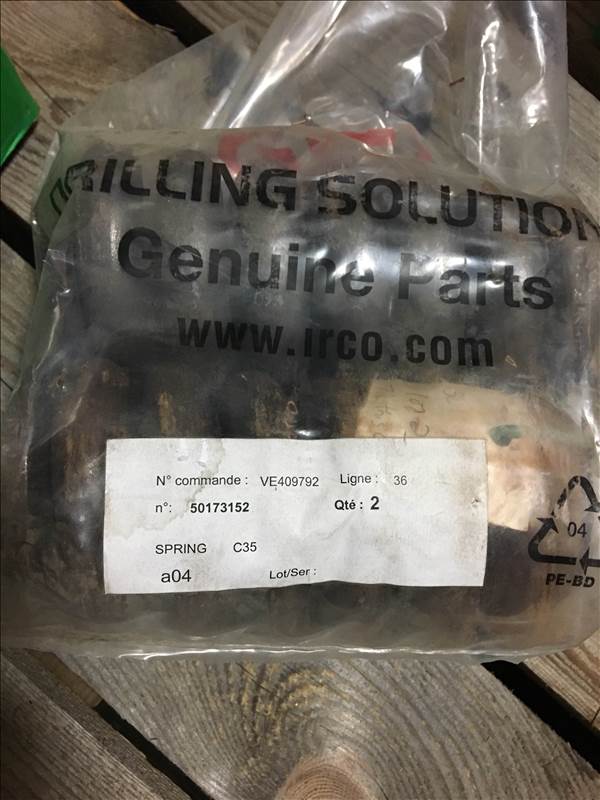 DRILLING SOLUTION
Genuine Parts
www.irco.com
N° commande : VE409792 Ligne : 36
n°: 50173152 Qté : 2
SPRING C35
a04 Lot/Ser :
04
PE-BD